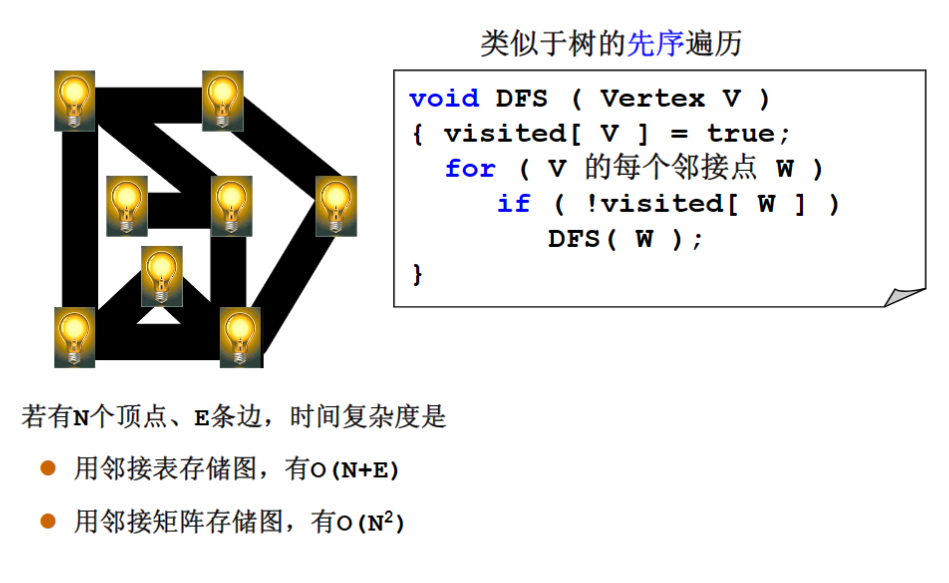 类似于树的先序遍历
void DFS ( Vertex V )
{ visited[ V ] = true;
for ( V 的每个邻接点 W )
if ( !visited[ W ] )
DFS( W );
}
若有N个顶点、E条边，时间复杂度是
用邻接表存储图，有O(N+E)
用邻接矩阵存储图，有O(N²)